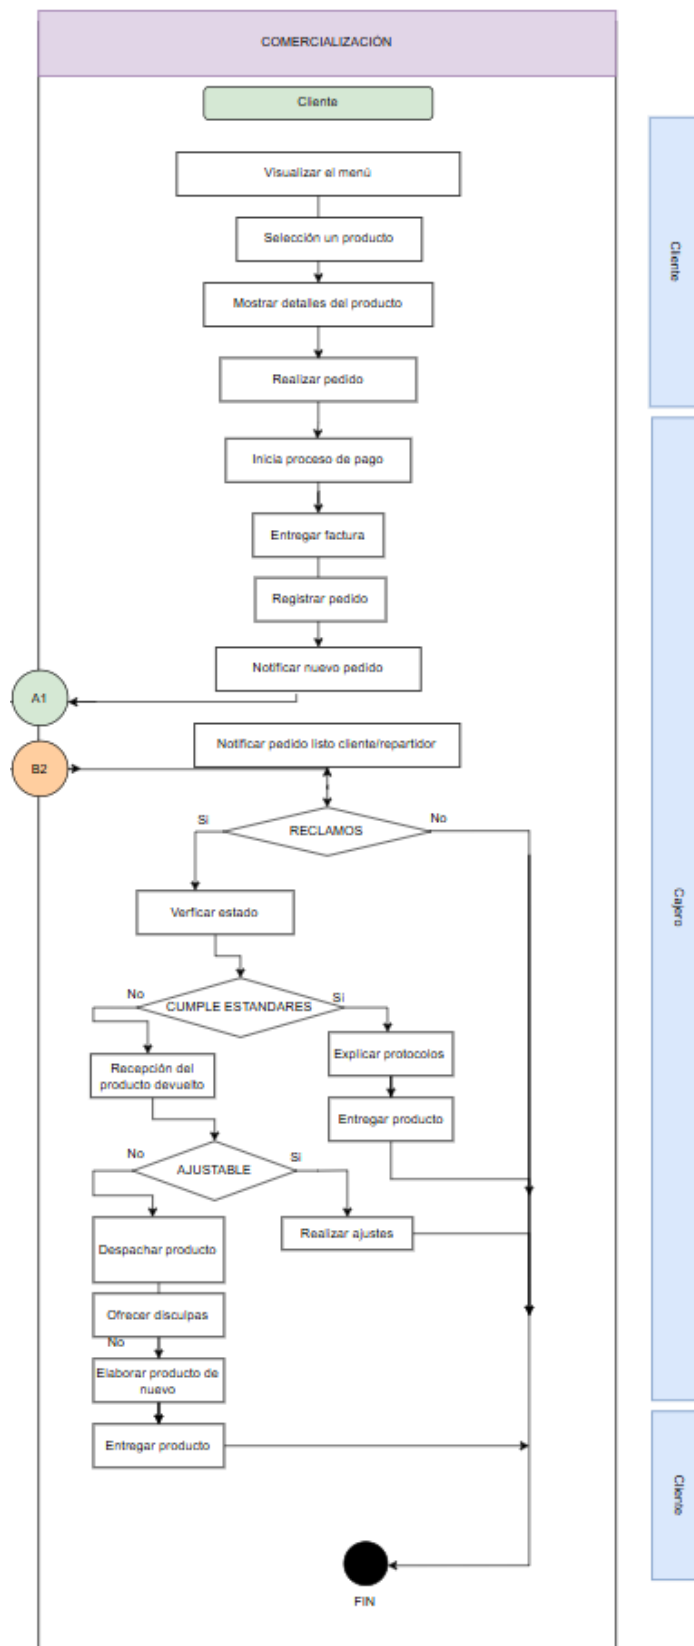 COMERCIALIZACIÓN
Cliente
Visualizar el menú
Selección un producto
Mostrar detalles del producto
Realizar pedido
Inicia proceso de pago
Entregar factura
Registrar pedido
Notificar nuevo pedido
A1
Notificar pedido listo cliente/repartidor
B2
Si
RECLAMOS
No
Verficar estado
No
CUMPLE ESTANDARES
Si
Recepción del
producto devuelto
Explicar protocolos
Entregar producto
No
AJUSTABLE
Si
Despachar producto
Realizar ajustes
Ofrecer disculpas
No
Elaborar producto de
nuevo
Entregar producto
FIN
Cliente
Cajero
Cliente